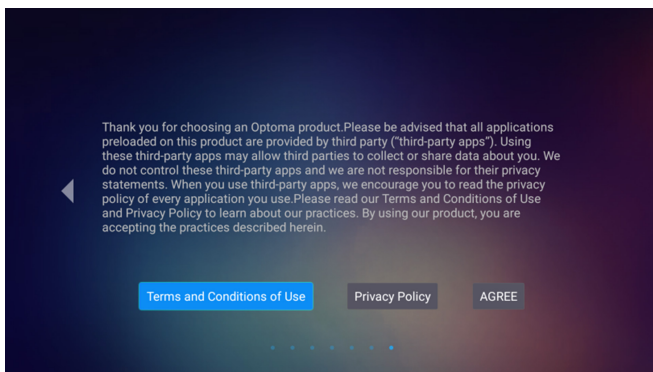 Thank you for choosing an Optoma product.Please be advised that all applications
preloaded on this product are provided by third party (“third-party apps”). Using
these third-party apps may allow third parties to collect or share data about you. We
do not control these third-party apps and we are not responsible for their privacy
statements. When you use third-party apps, we encourage you to read the privacy
policy of every application you use.Please read our Terms and Conditions of Use
and Privacy Policy to learn about our practices. By using our product, you are
accepting the practices described herein.
Terms and Conditions of Use Privacy Policy AGREE